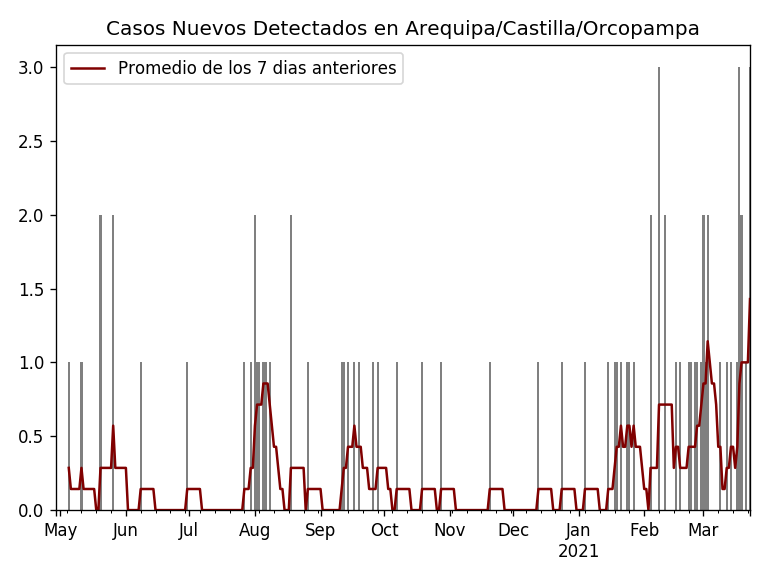 Casos Nuevos Detectados en Arequipa/Castilla/Orcopampa
Promedio de los 7 dias anteriores
3.0
2.5
2.0
1.5
1.0
0.5
0.0
May Jun Jul Aug Sep Oct Nov Dec Jan Feb Mar
2021